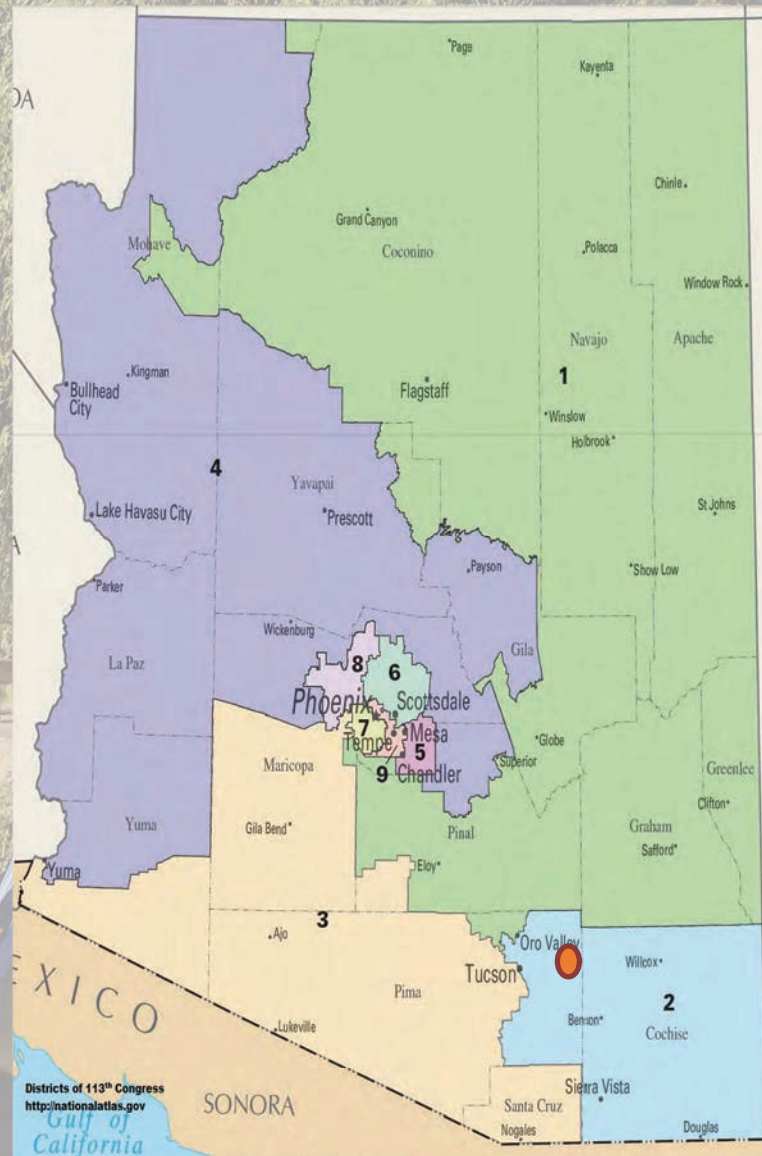 DA
Page
Kayenta
Chinle
Grand Canyon
Mohave
Coconino
Polacca
Window Rock
Navajo
Apache
Kingman
1
Bullhead
City
Flagstaff
Winslow
Holbrook
4
Yavapai
Lake Havasu City
Prescott
St Johns
A
Payson
Show Low
Parker
Wickenburg
Gila
La Paz
8
6
Phoenix
Scottsdale
7
Mesa
Tempe
5
Globe
9
Chandler
Superior
Maricopa
Greenlee
Clifton
Yuma
Gila Bend
Pinal
Graham
Safford
Eloy
Yuma
3
Ajo
Oro Valley
Willcox
Tucson
EXICO
Pima
2
Benson
Cochise
Lukeville
Districts of 113th Congress
http://nationalatlas.gov
SONORA
Sierra Vista
Santa Cruz
Gulf of
California
Nogales
Douglas